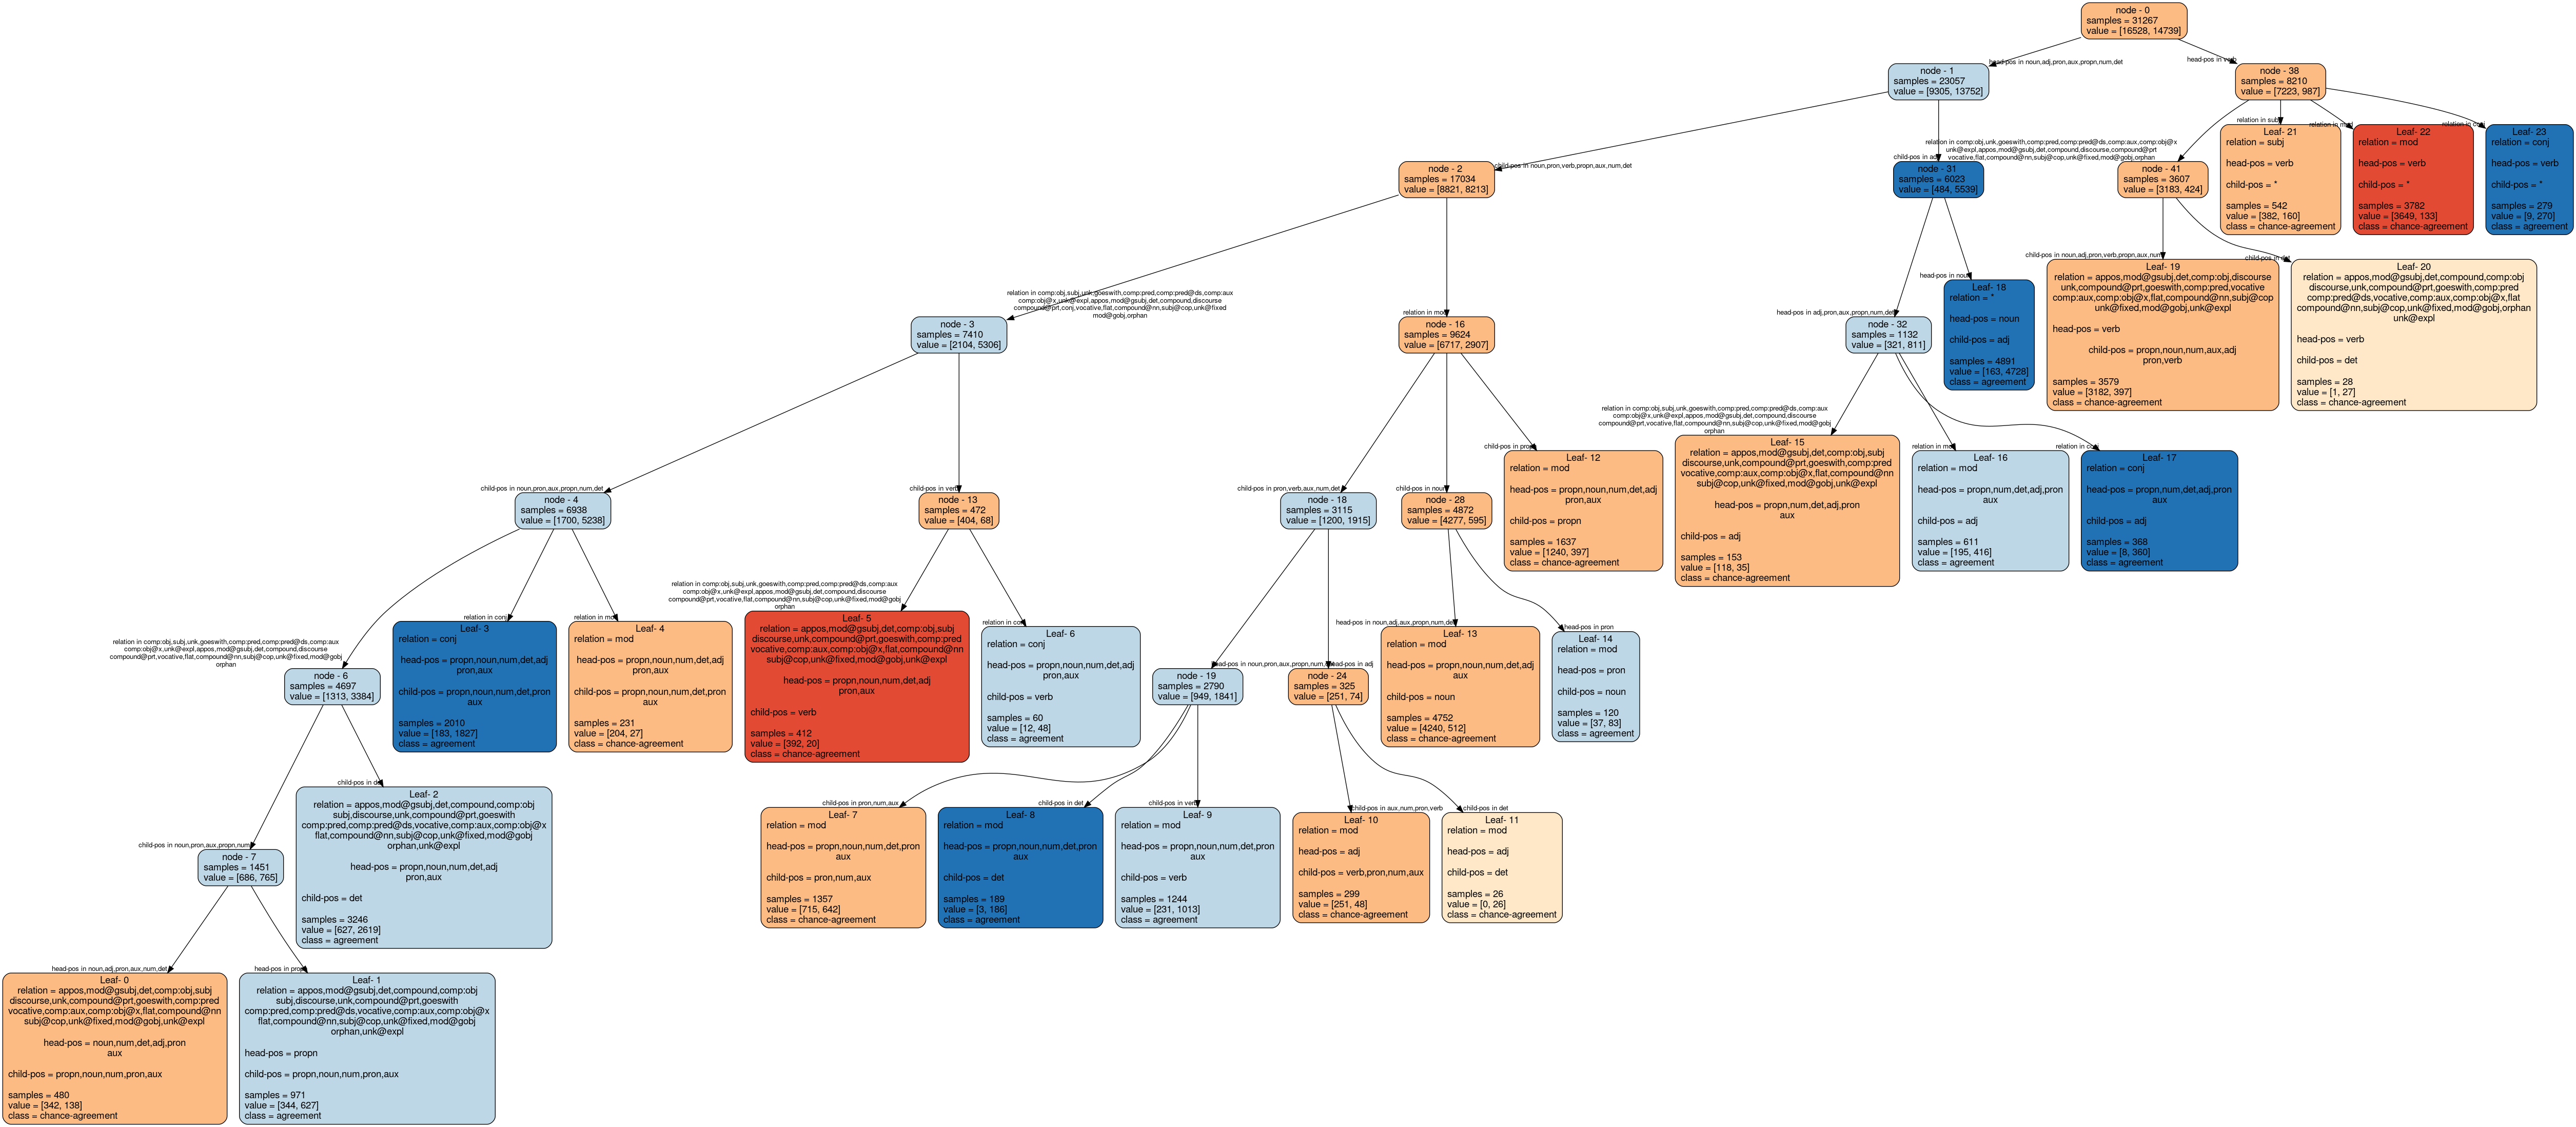 node - 0
samples = 31267
value = [16528, 14739]
head-pos in noun,adj,pron,aux,propn,num,det
head-pos in verb
node - 1
samples = 23057
value = [9305, 13752]
node - 38
samples = 8210
value = [7223, 987]
child-pos in noun,pron,verb,propn,aux,num,det
child-pos in adj
relation in comp:obj,unk,goeswith,comp:pred,comp:pred@ds,comp:aux,comp:obj@x
unk@expl,appos,mod@gsubj,det,compound,discourse,compound@prt
vocative,flat,compound@nn,subj@cop,unk@fixed,mod@gobj,orphan
relation in subj
relation in mod
relation in conj
node - 2
samples = 17034
value = [8821, 8213]
node - 31
samples = 6023
value = [484, 5539]
node - 41
samples = 3607
value = [3183, 424]
Leaf- 21
relation = subj
head-pos = verb
child-pos = *
samples = 542
value = [382, 160]
class = chance-agreement
Leaf- 22
relation = mod
head-pos = verb
child-pos = *
samples = 3782
value = [3649, 133]
class = chance-agreement
Leaf- 23
relation = conj
head-pos = verb
child-pos = *
samples = 279
value = [9, 270]
class = agreement
relation in comp:obj,subj,unk,goeswith,comp:pred,comp:pred@ds,comp:aux
comp:obj@x,unk@expl,appos,mod@gsubj,det,compound,discourse
compound@prt,conj,vocative,flat,compound@nn,subj@cop,unk@fixed
mod@gobj,orphan
relation in mod
head-pos in adj,pron,aux,propn,num,det
head-pos in noun
child-pos in noun,adj,pron,verb,propn,aux,num
child-pos in det
node - 3
samples = 7410
value = [2104, 5306]
node - 16
samples = 9624
value = [6717, 2907]
node - 32
samples = 1132
value = [321, 811]
Leaf- 18
relation = *
head-pos = noun
child-pos = adj
samples = 4891
value = [163, 4728]
class = agreement
Leaf- 19
relation = appos,mod@gsubj,det,comp:obj,discourse
unk,compound@prt,goeswith,comp:pred,vocative
comp:aux,comp:obj@x,flat,compound@nn,subj@cop
unk@fixed,mod@gobj,unk@expl
head-pos = verb
child-pos = propn,noun,num,aux,adj
pron,verb
samples = 3579
value = [3182, 397]
class = chance-agreement
Leaf- 20
relation = appos,mod@gsubj,det,compound,comp:obj
discourse,unk,compound@prt,goeswith,comp:pred
comp:pred@ds,vocative,comp:aux,comp:obj@x,flat
compound@nn,subj@cop,unk@fixed,mod@gobj,orphan
unk@expl
head-pos = verb
child-pos = det
samples = 28
value = [1, 27]
class = chance-agreement
child-pos in noun,pron,aux,propn,num,det
child-pos in verb
child-pos in pron,verb,aux,num,det
child-pos in noun
child-pos in propn
relation in comp:obj,subj,unk,goeswith,comp:pred,comp:pred@ds,comp:aux
comp:obj@x,unk@expl,appos,mod@gsubj,det,compound,discourse
compound@prt,vocative,flat,compound@nn,subj@cop,unk@fixed,mod@gobj
orphan
relation in mod
relation in conj
node - 4
samples = 6938
value = [1700, 5238]
node - 13
samples = 472
value = [404, 68]
node - 18
samples = 3115
value = [1200, 1915]
node - 28
samples = 4872
value = [4277, 595]
Leaf- 12
relation = mod
head-pos = propn,noun,num,det,adj
pron,aux
child-pos = propn
samples = 1637
value = [1240, 397]
class = chance-agreement
Leaf- 15
relation = appos,mod@gsubj,det,comp:obj,subj
discourse,unk,compound@prt,goeswith,comp:pred
vocative,comp:aux,comp:obj@x,flat,compound@nn
subj@cop,unk@fixed,mod@gobj,unk@expl
head-pos = propn,num,det,adj,pron
aux
child-pos = adj
samples = 153
value = [118, 35]
class = chance-agreement
Leaf- 16
relation = mod
head-pos = propn,num,det,adj,pron
aux
child-pos = adj
samples = 611
value = [195, 416]
class = agreement
Leaf- 17
relation = conj
head-pos = propn,num,det,adj,pron
aux
child-pos = adj
samples = 368
value = [8, 360]
class = agreement
relation in comp:obj,subj,unk,goeswith,comp:pred,comp:pred@ds,comp:aux
comp:obj@x,unk@expl,appos,mod@gsubj,det,compound,discourse
compound@prt,vocative,flat,compound@nn,subj@cop,unk@fixed,mod@gobj
orphan
relation in conj
relation in mod
relation in comp:obj,subj,unk,goeswith,comp:pred,comp:pred@ds,comp:aux
comp:obj@x,unk@expl,appos,mod@gsubj,det,compound,discourse
compound@prt,vocative,flat,compound@nn,subj@cop,unk@fixed,mod@gobj
orphan
relation in conj
head-pos in noun,pron,aux,propn,num,det
head-pos in adj
head-pos in noun,adj,aux,propn,num,det
head-pos in pron
node - 6
samples = 4697
value = [1313, 3384]
Leaf- 3
relation = conj
head-pos = propn,noun,num,det,adj
pron,aux
child-pos = propn,noun,num,det,pron
aux
samples = 2010
value = [183, 1827]
class = agreement
Leaf- 4
relation = mod
head-pos = propn,noun,num,det,adj
pron,aux
child-pos = propn,noun,num,det,pron
aux
samples = 231
value = [204, 27]
class = chance-agreement
Leaf- 5
relation = appos,mod@gsubj,det,comp:obj,subj
discourse,unk,compound@prt,goeswith,comp:pred
vocative,comp:aux,comp:obj@x,flat,compound@nn
subj@cop,unk@fixed,mod@gobj,unk@expl
head-pos = propn,noun,num,det,adj
pron,aux
child-pos = verb
samples = 412
value = [392, 20]
class = chance-agreement
Leaf- 6
relation = conj
head-pos = propn,noun,num,det,adj
pron,aux
child-pos = verb
samples = 60
value = [12, 48]
class = agreement
node - 19
samples = 2790
value = [949, 1841]
node - 24
samples = 325
value = [251, 74]
Leaf- 13
relation = mod
head-pos = propn,noun,num,det,adj
aux
child-pos = noun
samples = 4752
value = [4240, 512]
class = chance-agreement
Leaf- 14
relation = mod
head-pos = pron
child-pos = noun
samples = 120
value = [37, 83]
class = agreement
child-pos in noun,pron,aux,propn,num
child-pos in det
child-pos in pron,num,aux
child-pos in det
child-pos in verb
child-pos in aux,num,pron,verb
child-pos in det
node - 7
samples = 1451
value = [686, 765]
Leaf- 2
relation = appos,mod@gsubj,det,compound,comp:obj
subj,discourse,unk,compound@prt,goeswith
comp:pred,comp:pred@ds,vocative,comp:aux,comp:obj@x
flat,compound@nn,subj@cop,unk@fixed,mod@gobj
orphan,unk@expl
head-pos = propn,noun,num,det,adj
pron,aux
child-pos = det
samples = 3246
value = [627, 2619]
class = agreement
Leaf- 7
relation = mod
head-pos = propn,noun,num,det,pron
aux
child-pos = pron,num,aux
samples = 1357
value = [715, 642]
class = chance-agreement
Leaf- 8
relation = mod
head-pos = propn,noun,num,det,pron
aux
child-pos = det
samples = 189
value = [3, 186]
class = agreement
Leaf- 9
relation = mod
head-pos = propn,noun,num,det,pron
aux
child-pos = verb
samples = 1244
value = [231, 1013]
class = agreement
Leaf- 10
relation = mod
head-pos = adj
child-pos = verb,pron,num,aux
samples = 299
value = [251, 48]
class = chance-agreement
Leaf- 11
relation = mod
head-pos = adj
child-pos = det
samples = 26
value = [0, 26]
class = chance-agreement
head-pos in noun,adj,pron,aux,num,det
head-pos in propn
Leaf- 0
relation = appos,mod@gsubj,det,comp:obj,subj
discourse,unk,compound@prt,goeswith,comp:pred
vocative,comp:aux,comp:obj@x,flat,compound@nn
subj@cop,unk@fixed,mod@gobj,unk@expl
head-pos = noun,num,det,adj,pron
aux
child-pos = propn,noun,num,pron,aux
samples = 480
value = [342, 138]
class = chance-agreement
Leaf- 1
relation = appos,mod@gsubj,det,compound,comp:obj
subj,discourse,unk,compound@prt,goeswith
comp:pred,comp:pred@ds,vocative,comp:aux,comp:obj@x
flat,compound@nn,subj@cop,unk@fixed,mod@gobj
orphan,unk@expl
head-pos = propn
child-pos = propn,noun,num,pron,aux
samples = 971
value = [344, 627]
class = agreement